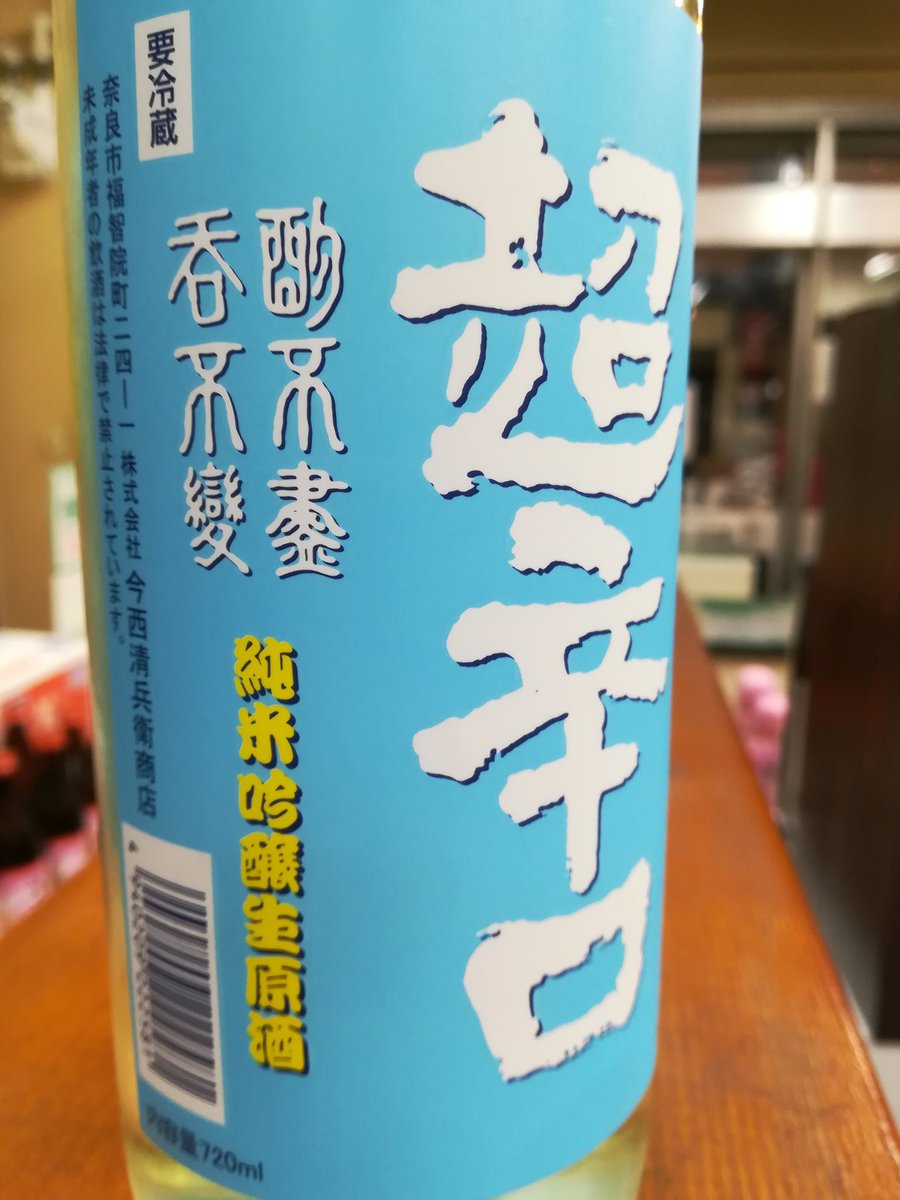 超辛口
酌不盡
呑不變
純米吟醸生原酒
要冷蔵
奈良市福智院町二四—一 株式会社 今西清兵衛商店
未成年者の飲酒は法律で禁止されています。
内容量720ml